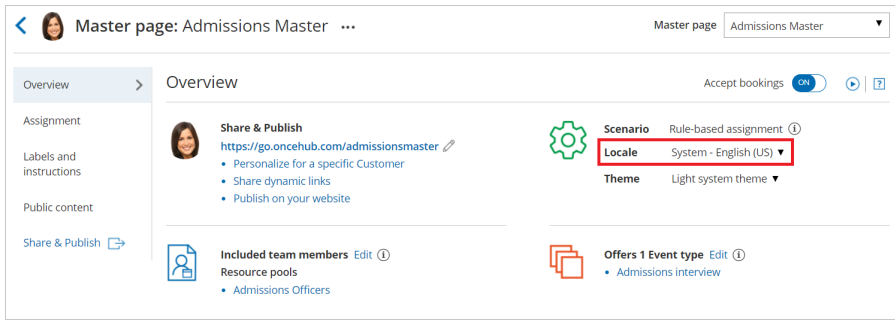 Master page: Admissions Master ...
Master page Admissions Master
Overview
Assignment
Labels and
instructions
Public content
Share & Publish
Overview
Accept bookings ON
?
Share & Publish
https://go.oncehub.com/admissionsmaster
• Personalize for a specific Customer
• Share dynamic links
• Publish on your website
Scenario Rule-based assignment i
Locale System - English (US)
Theme Light system theme
Included team members Edit i
Resource pools
• Admissions Officers
Offers 1 Event type Edit i
• Admissions interview